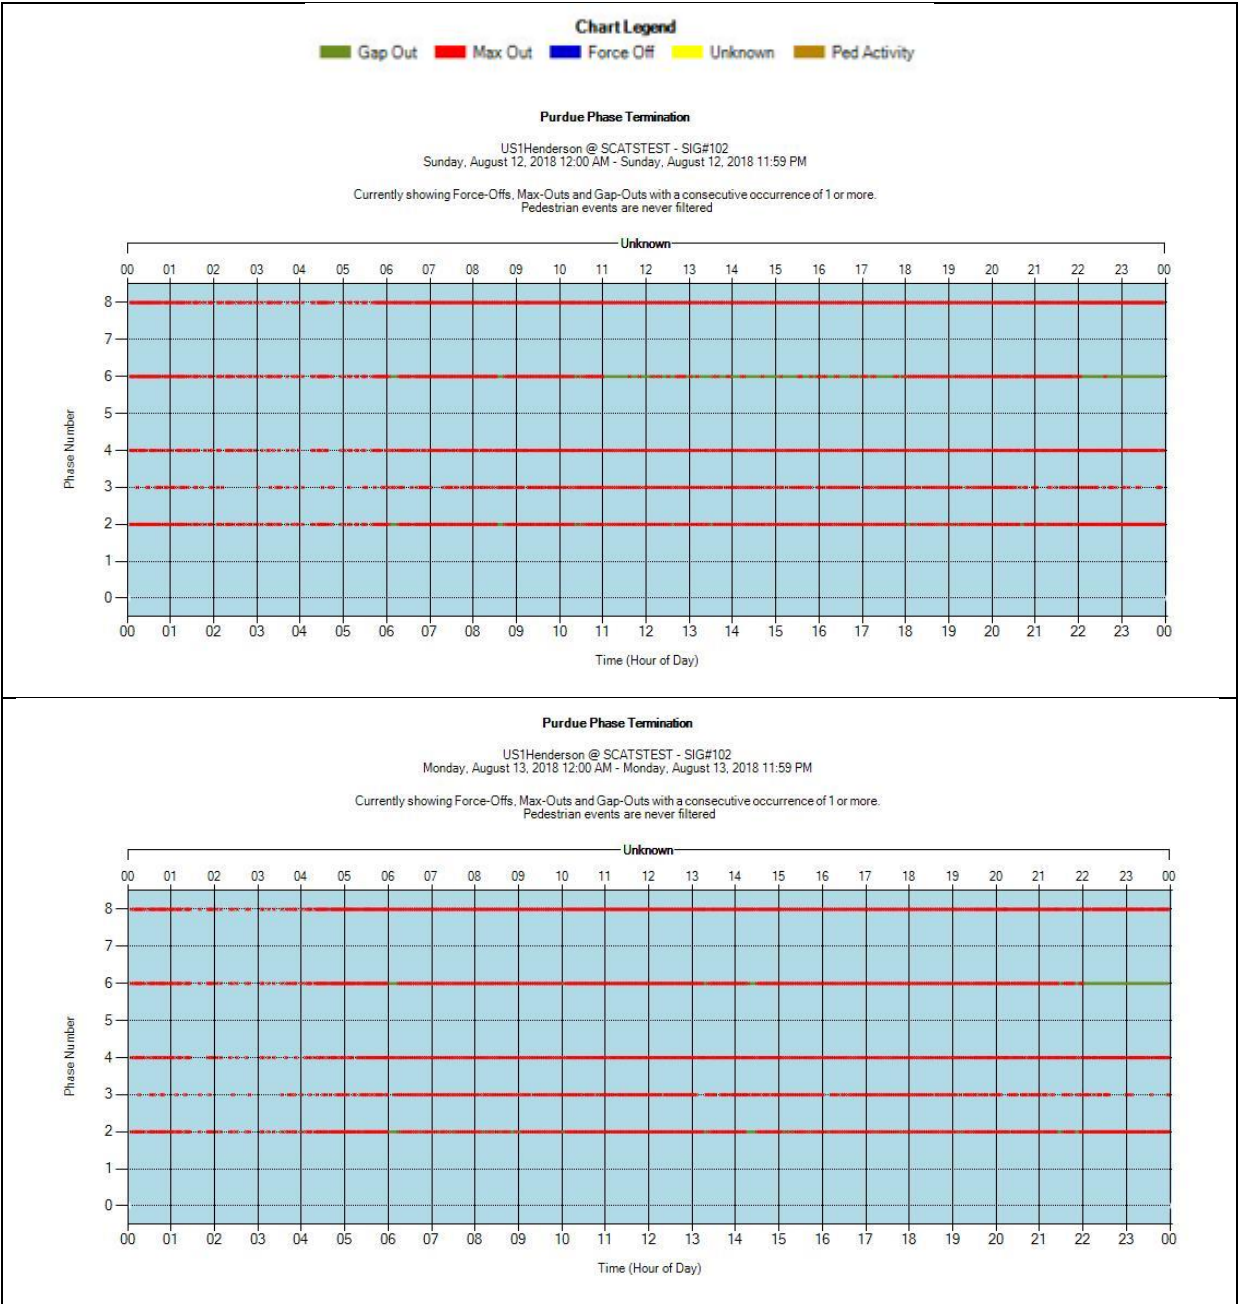 Chart Legend
Gap Out Max Out Force Off Unknown Ped Activity
Purdue Phase Termination
US1Henderson @ SCATSTEST - SIG#102
Sunday, August 12, 2018 12:00 AM - Sunday, August 12, 2018 11:59 PM
Currently showing Force-Offs, Max-Outs and Gap-Outs with a consecutive occurrence of 1 or more.
Pedestrian events are never filtered
Unknown
00 01 02 03 04 05 06 07 08 09 10 11 12 13 14 15 16 17 18 19 20 21 22 23 00
8
7
6
5
4
3
2
1
0
Phase Number
00 01 02 03 04 05 06 07 08 09 10 11 12 13 14 15 16 17 18 19 20 21 22 23 00
Time (Hour of Day)
Purdue Phase Termination
US1Henderson @ SCATSTEST - SIG#102
Monday, August 13, 2018 12:00 AM - Monday, August 13, 2018 11:59 PM
Currently showing Force-Offs, Max-Outs and Gap-Outs with a consecutive occurrence of 1 or more.
Pedestrian events are never filtered
Unknown
00 01 02 03 04 05 06 07 08 09 10 11 12 13 14 15 16 17 18 19 20 21 22 23 00
8
7
6
5
4
3
2
1
0
Phase Number
00 01 02 03 04 05 06 07 08 09 10 11 12 13 14 15 16 17 18 19 20 21 22 23 00
Time (Hour of Day)